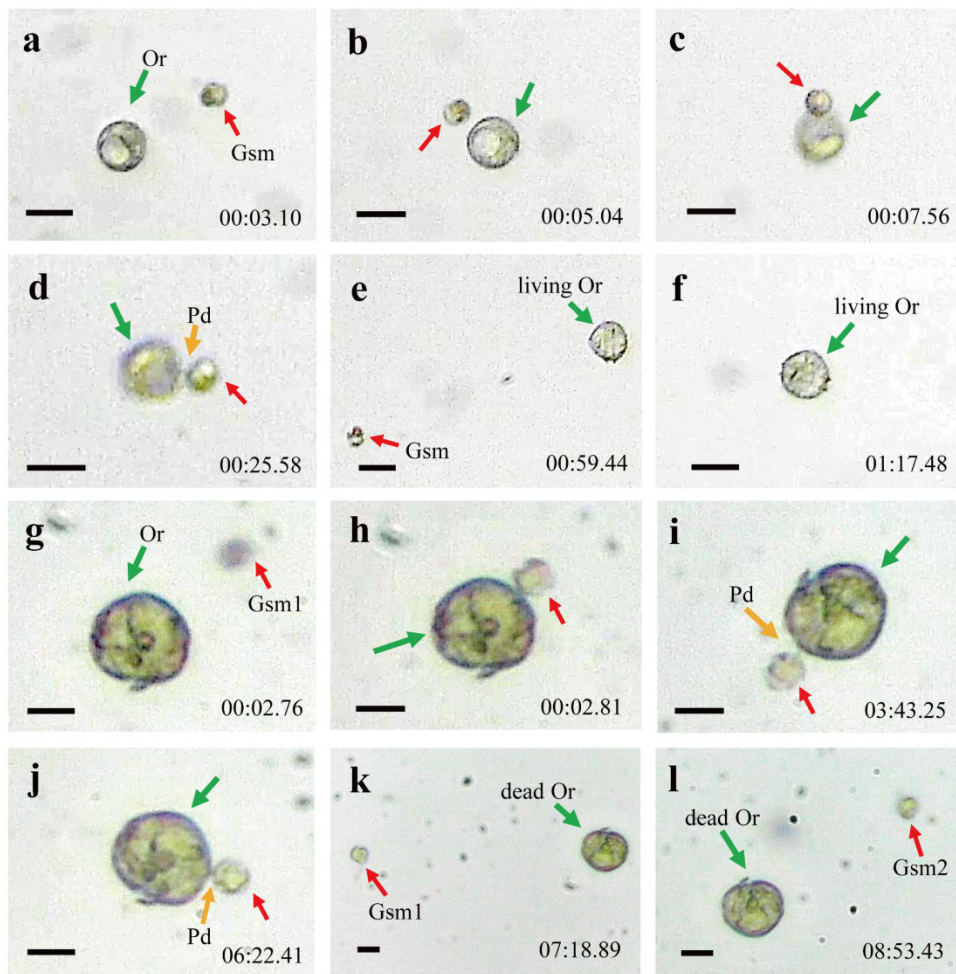 a
Or
Gsm
00:03.10
b
00:05.04
c
00:07.56
d
Pd
00:25.58
e
living Or
Gsm
00:59.44
f
living Or
01:17.48
g
Or
Gsm1
00:02.76
h
00:02.81
i
Pd
03:43.25
j
Pd
06:22.41
k
dead Or
Gsm1
07:18.89
l
dead Or
Gsm2
08:53.43